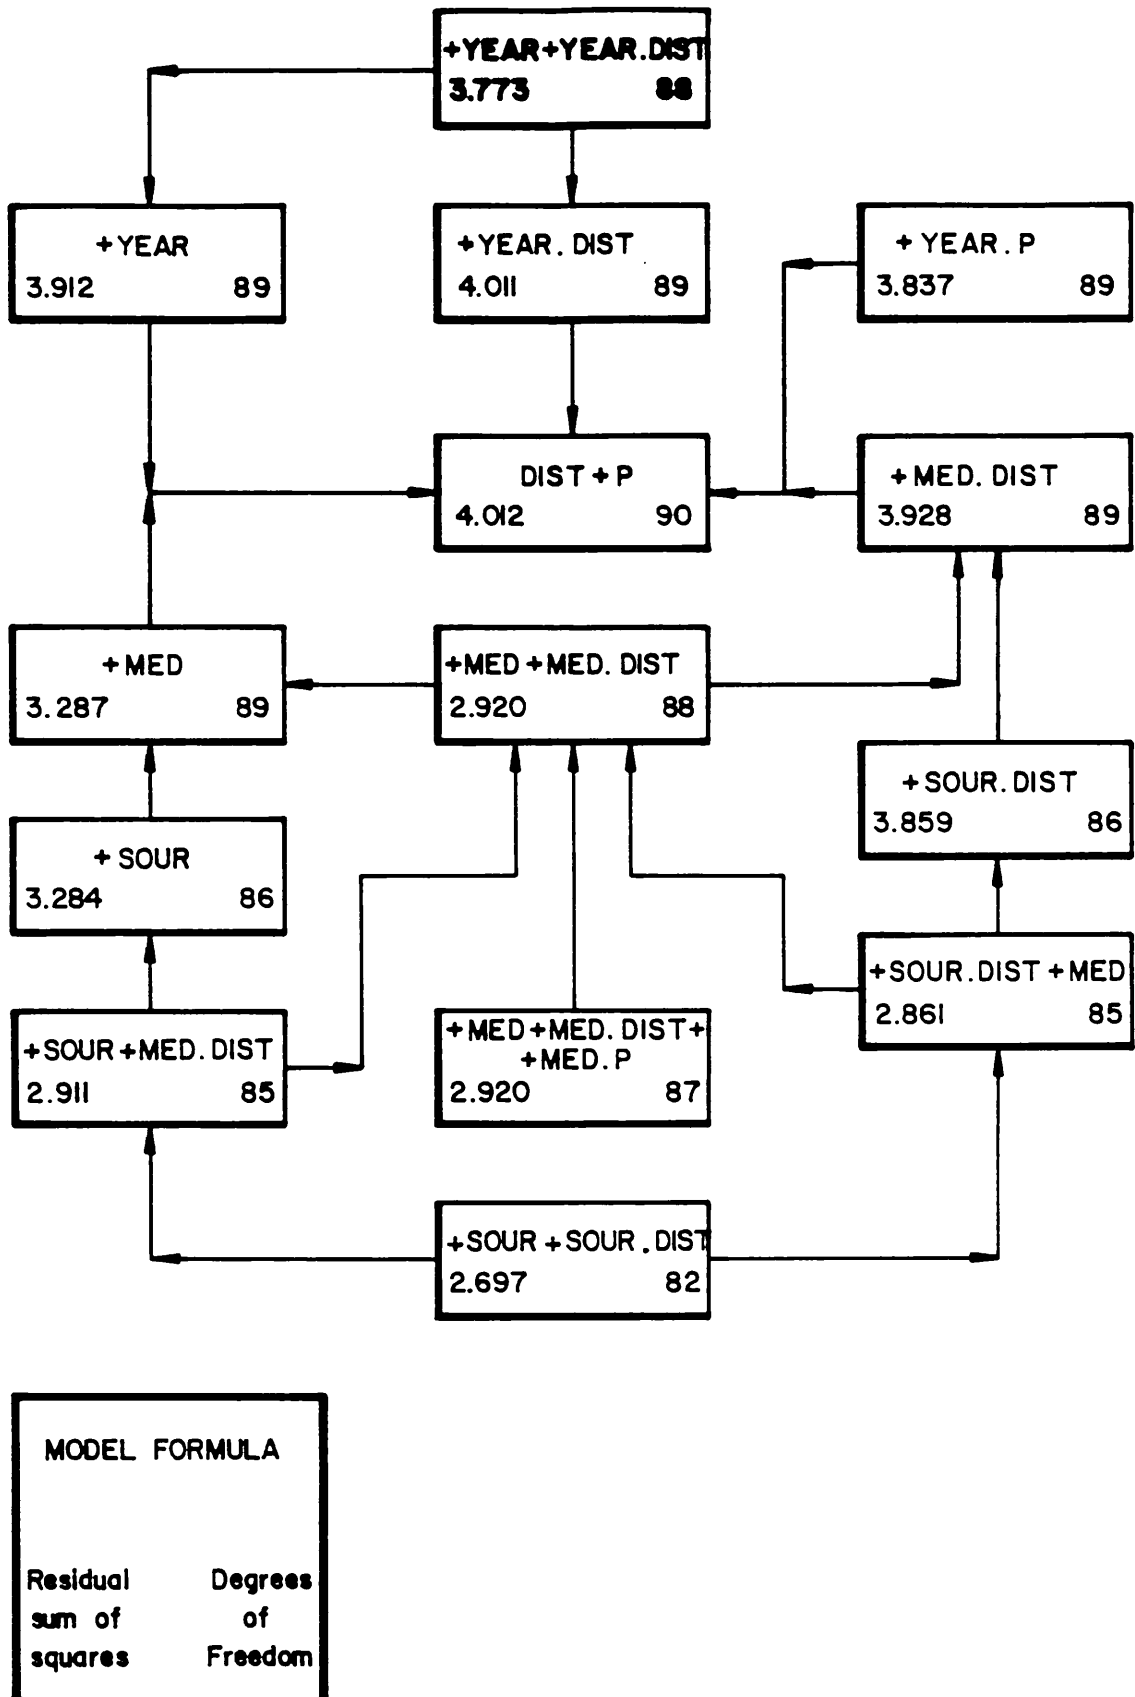 +YEAR+YEAR.DIST
3.773 88
+YEAR
3.912 89
+YEAR. DIST
4.011 89
+ YEAR. P
3.837 89
DIST + P
4.012 90
+MED. DIST
3.928 89
+MED
3.287 89
+MED +MED. DIST
2.920 88
+SOUR. DIST
3.859 86
+ SOUR
3.284 86
+SOUR.DIST +MED
2.861 85
+SOUR +MED. DIST
2.911 85
+MED +MED. DIST+
+MED. P
2.920 87
+SOUR +SOUR . DIST
2.697 82
MODEL FORMULA
Residual Degrees
sum of of
squares Freedom